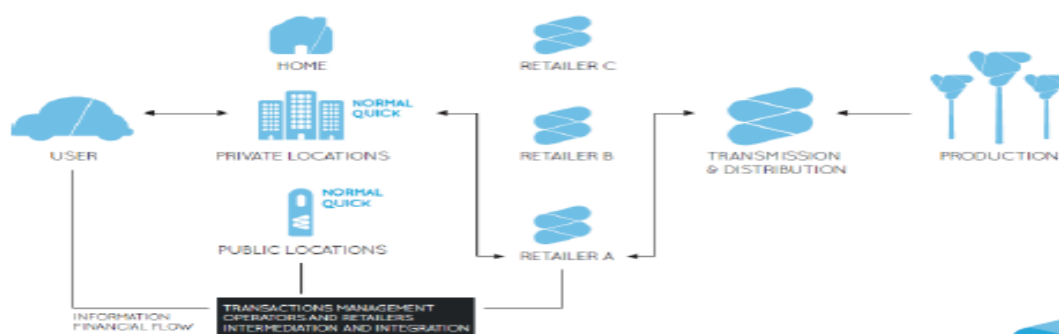 HOME
RETAILER C
NORMAL
QUICK
USER
PRIVATE LOCATIONS
RETAILER B
TRANSMISSION
& DISTRIBUTION
PRODUCTION
NORMAL
QUICK
PUBLIC LOCATIONS
RETAILER A
INFORMATION
FINANCIAL FLOW
TRANSACTIONS MANAGEMENT
OPERATORS AND RETAILERS
INTERMEDIATION AND INTEGRATION